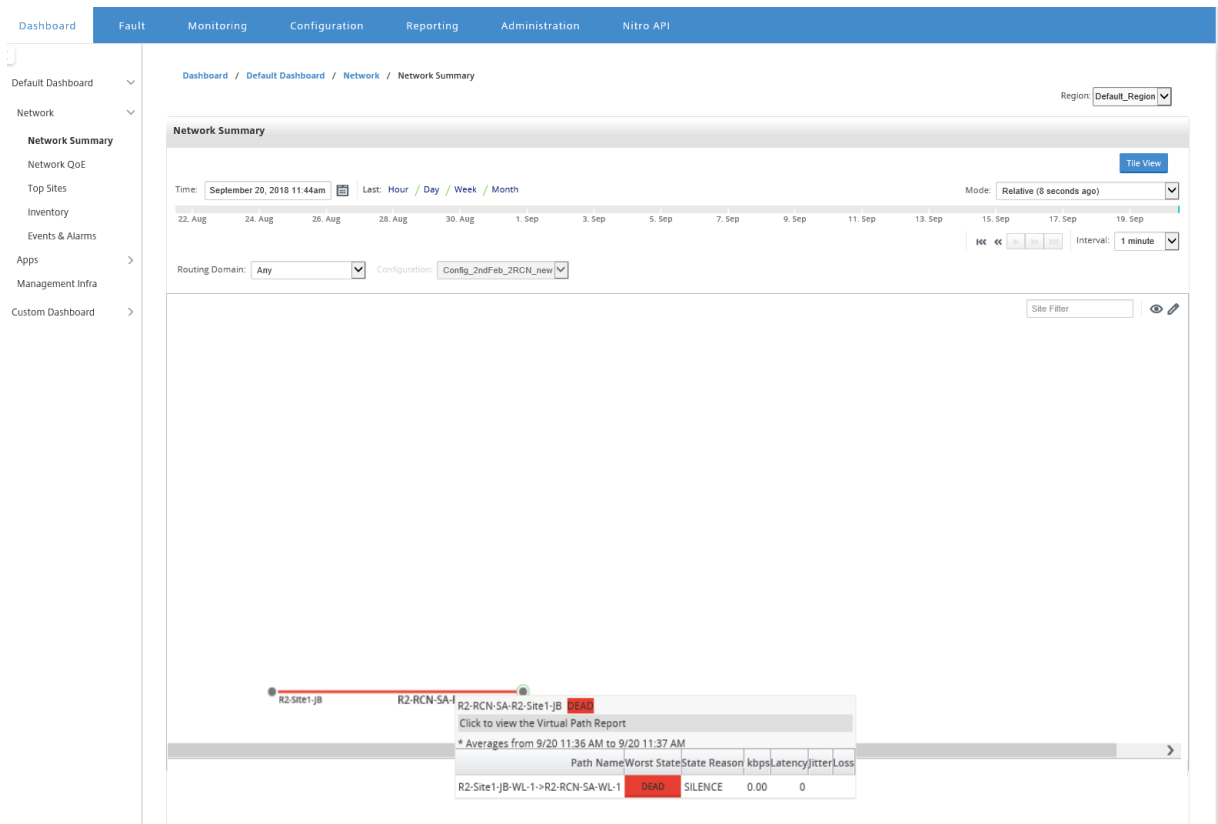 Dashboard Fault Monitoring Configuration Reporting Administration Nitro API
Default Dashboard
Network
Network Summary
Network QoE
Top Sites
Inventory
Events & Alarms
Apps
Management Infra
Custom Dashboard
Dashboard / Default Dashboard / Network / Network Summary
Region: Default_Region
Network Summary
Tile View
Time: September 20, 2018 11:44am Last: Hour / Day / Week / Month Mode: Relative (8 seconds ago)
22. Aug 24. Aug 26. Aug 28. Aug 30. Aug 1. Sep 3. Sep 5. Sep 7. Sep 9. Sep 11. Sep 13. Sep 15. Sep 17. Sep 19. Sep
Interval: 1 minute
Routing Domain: Any Configuration: Config_2ndFeb_2RCN_new
Site Filter
R2-Site1-JB R2-RCN-SA-
R2-RCN-SA-R2-Site1-JB DEAD
Click to view the Virtual Path Report
* Averages from 9/20 11:36 AM to 9/20 11:37 AM
Path Name Worst State State Reason kbps Latency Jitter Loss
R2-Site1-JB-WL-1->R2-RCN-SA-WL-1 DEAD SILENCE 0.00 0